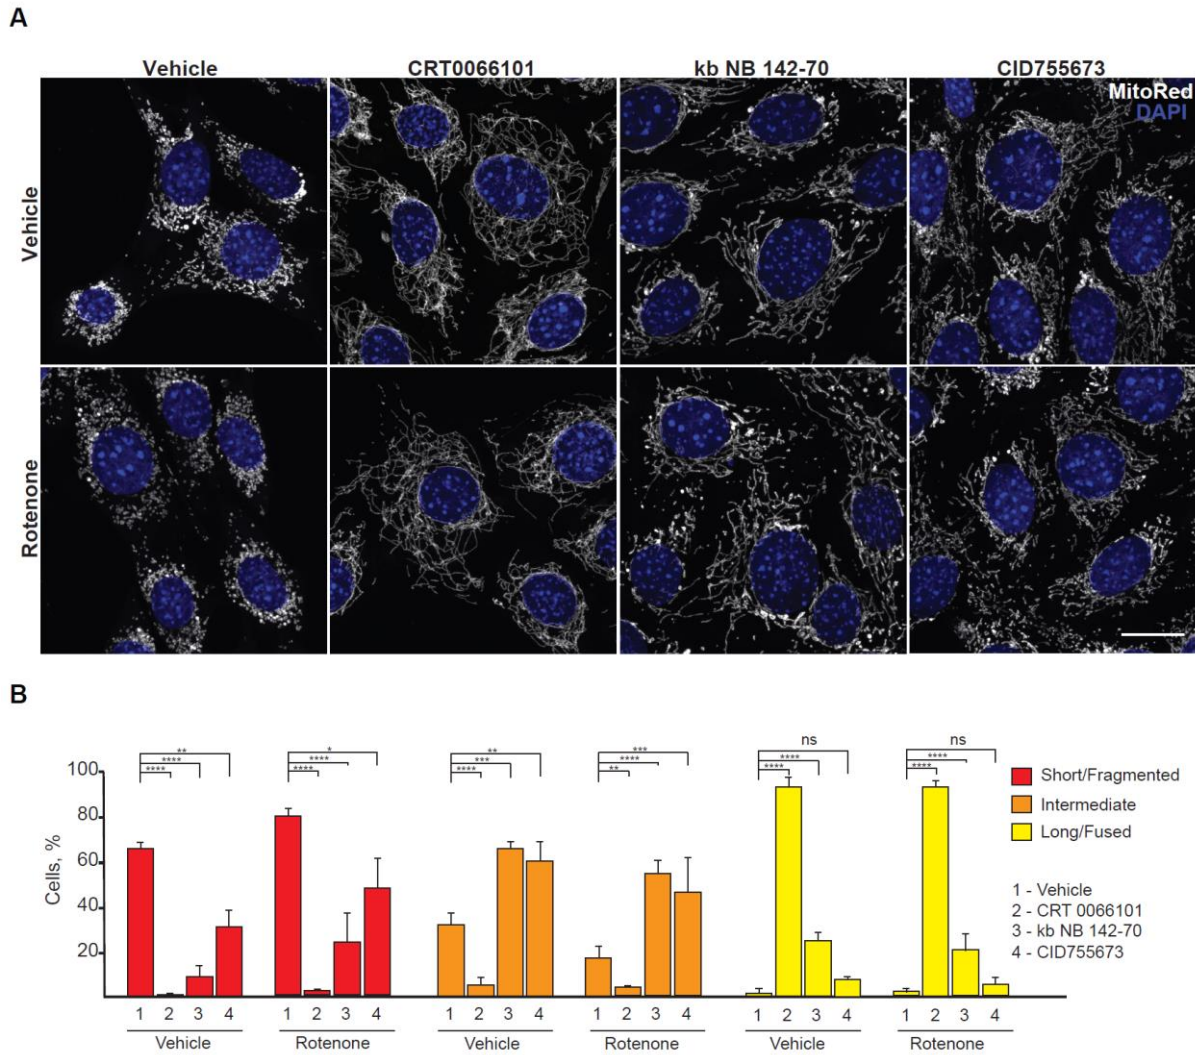 A
Vehicle
CRT0066101
kb NB 142-70
CID755673
MitoRed
DAPI
Vehicle
Rotenone
B
** * ** *** ns ns
**** **** *** **** **** ****
**** **** **** ** **** ****
100
80
60
40
20
Cells, %
Short/Fragmented
Intermediate
Long/Fused
1 - Vehicle
2 - CRT 0066101
3 - kb NB 142-70
4 - CID755673
1 2 3 4 1 2 3 4 1 2 3 4 1 2 3 4 1 2 3 4 1 2 3 4
Vehicle Rotenone Vehicle Rotenone Vehicle Rotenone